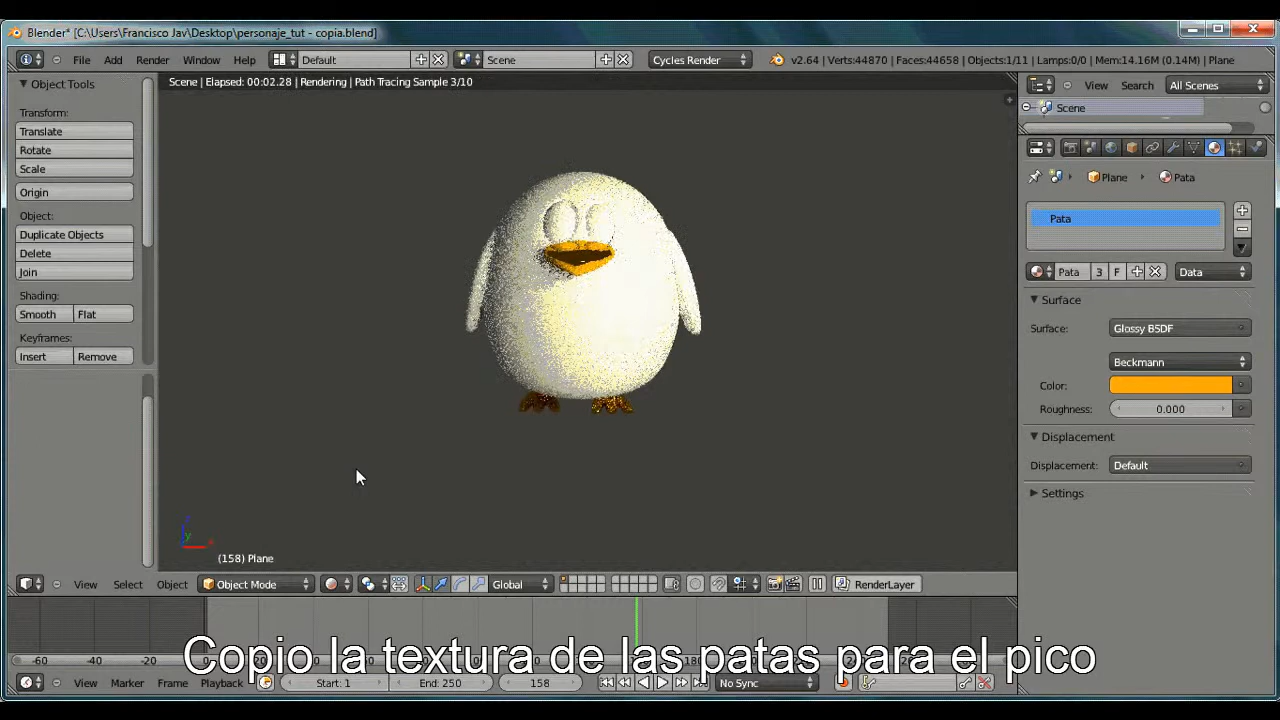 Blender* [C:\Users\Francisco Jav\Desktop\personaje_tut - copia.blend]
File Add Render Window Help Default Scene Cycles Render v2.64 | Verts:44870 | Faces:44658 | Objects:1/11 | Lamps:0/0 | Mem:14.16M (0.14M) | Plane
Object Tools
Transform:
Translate
Rotate
Scale
Origin
Object:
Duplicate Objects
Delete
Join
Shading:
Smooth Flat
Keyframes:
Insert Remove
Scene | Elapsed: 00:02.28 | Rendering | Path Tracing Sample 3/10
(158) Plane
View Search All Scenes
Scene
Plane Pata
Pata
Pata 3 F Data
Surface
Surface: Glossy BSDF
Beckmann
Color:
Roughness: 0.000
Displacement
Displacement: Default
Settings
View Select Object Object Mode Global RenderLayer
Copio la textura de las patas para el pico
-60 -40 -20 0
View Marker Frame Playback Start: 1 End: 250 158 No Sync